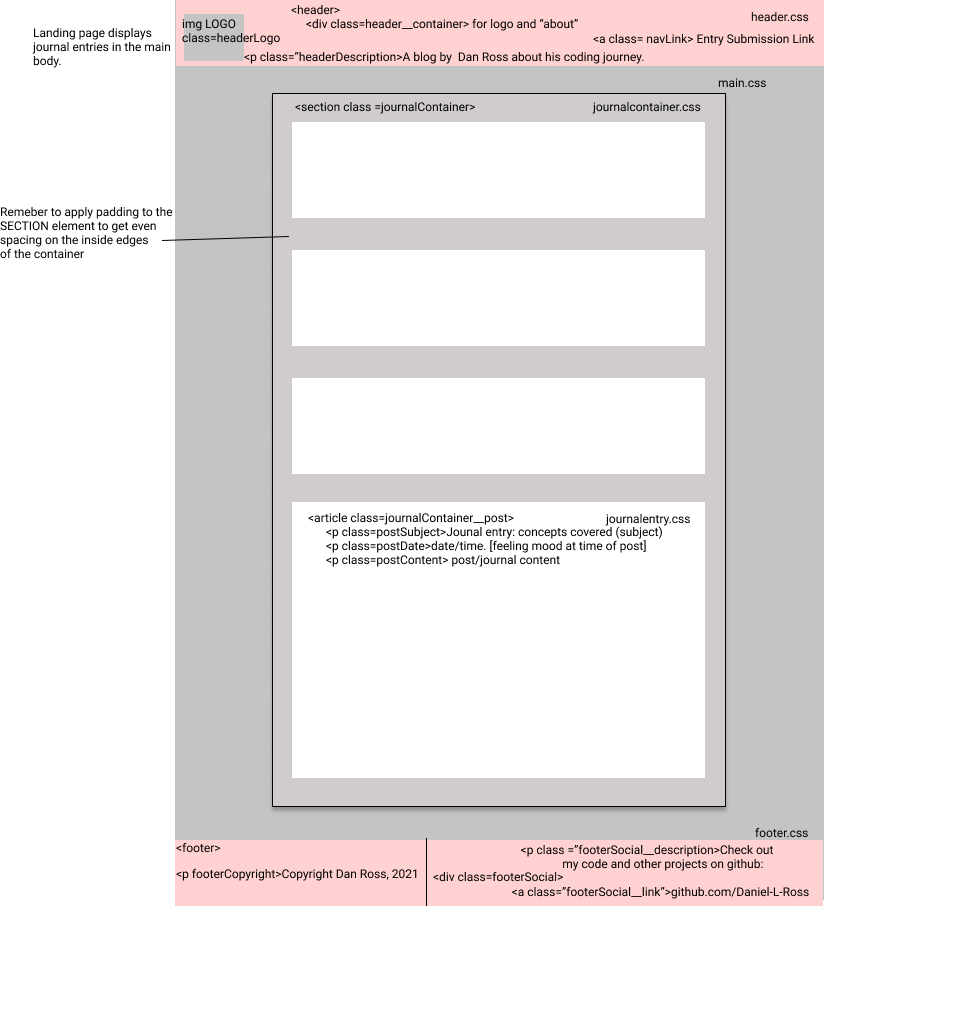 <header>
<div class=header__container> for logo and “about”
header.css
img LOGO
class=headerLogo
<a class= navLink> Entry Submission Link
<p class=”headerDescription>A blog by  Dan Ross about his coding journey.
Landing page displays
journal entries in the main
body.
main.css
<section class =journalContainer>
journalcontainer.css
Remeber to apply padding to the
SECTION element to get even
spacing on the inside edges
of the container
<article class=journalContainer__post>
journalentry.css
<p class=postSubject>Jounal entry: concepts covered (subject)
<p class=postDate>date/time. [feeling mood at time of post]
<p class=postContent> post/journal content
footer.css
<footer>
<p footerCopyright>Copyright Dan Ross, 2021
<p class =”footerSocial__description>Check out
my code and other projects on github:
<div class=footerSocial>
<a class=”footerSocial__link”>github.com/Daniel-L-Ross